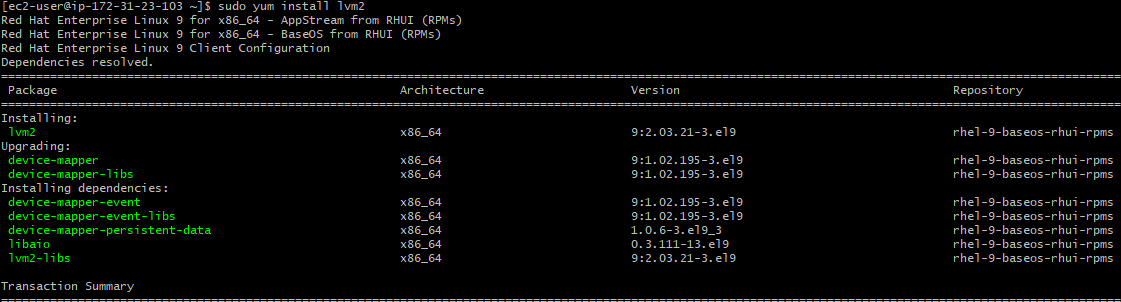 [ec2-user@ip-172-31-23-103 ~]$ sudo yum install lvm2
Red Hat Enterprise Linux 9 for x86_64 - AppStream from RHUI (RPMs)
Red Hat Enterprise Linux 9 for x86_64 - BaseOS from RHUI (RPMs)
Red Hat Enterprise Linux 9 Client Configuration
Dependencies resolved.
================================================================================
Package Architecture Version Repository
================================================================================
Installing:
lvm2 x86_64 9:2.03.21-3.el9 rhel-9-baseos-rhui-rpms
Upgrading:
device-mapper x86_64 9:1.02.195-3.el9 rhel-9-baseos-rhui-rpms
device-mapper-libs x86_64 9:1.02.195-3.el9 rhel-9-baseos-rhui-rpms
Installing dependencies:
device-mapper-event x86_64 9:1.02.195-3.el9 rhel-9-baseos-rhui-rpms
device-mapper-event-libs x86_64 9:1.02.195-3.el9 rhel-9-baseos-rhui-rpms
device-mapper-persistent-data x86_64 1.0.6-3.el9_3 rhel-9-baseos-rhui-rpms
libaio x86_64 0.3.111-13.el9 rhel-9-baseos-rhui-rpms
lvm2-libs x86_64 9:2.03.21-3.el9 rhel-9-baseos-rhui-rpms
Transaction Summary
================================================================================